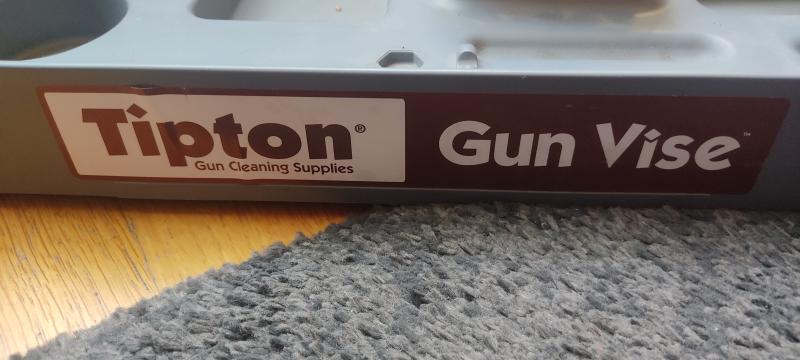 Tipton®
Gun Cleaning Supplies
Gun Vise™